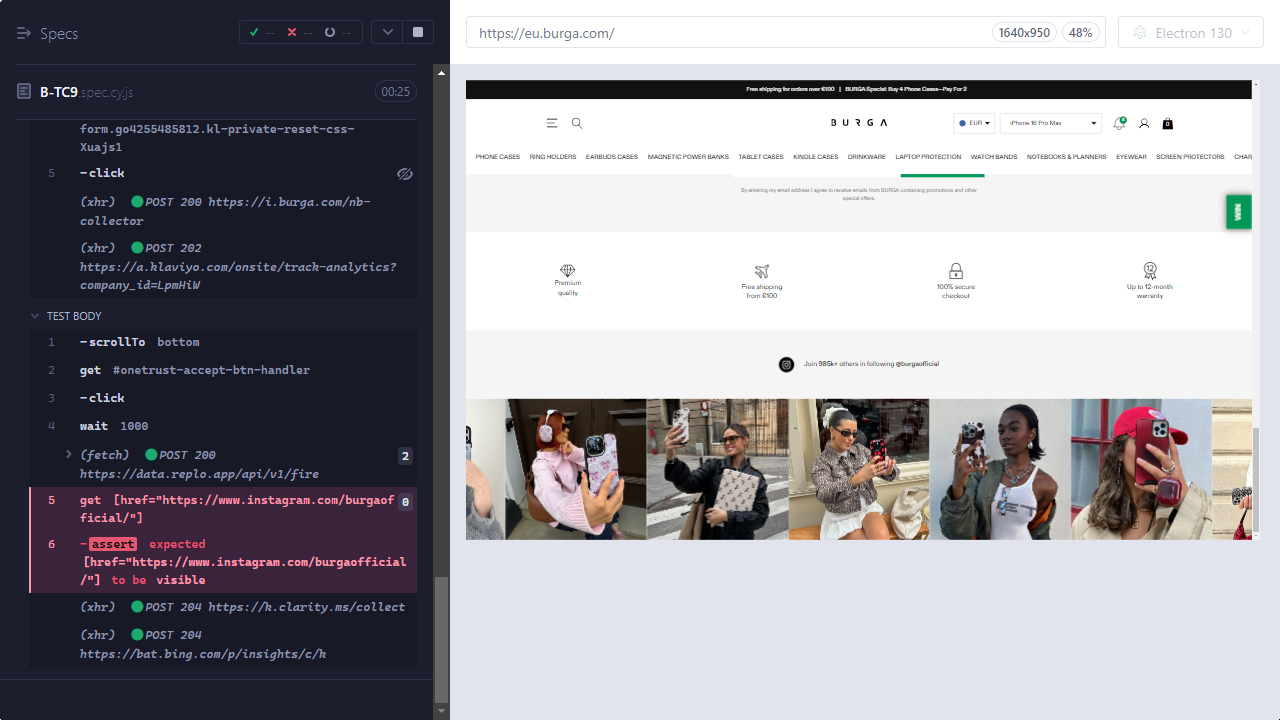 Specs
--
--
--
B-TC9.spec.cy.js
00:25
form.go4255485812.kl-private-reset-css-
Xuajs1
5 -click
(xhr) POST 200 https://i.burga.com/nb-
collector
(xhr) POST 202
https://a.klaviyo.com/onsite/track-analytics?
company_id=LpmHiW
TEST BODY
1 -scrollTo bottom
2 get #onetrust-accept-btn-handler
3 -click
4 wait 1000
(fetch) POST 200 2
https://data.replo.app/api/v1/fire
5 get [href="https://www.instagram.com/burgaof 0
ficial/"]
6 -assert expected
[href="https://www.instagram.com/burgaofficial
/"] to be visible
(xhr) POST 204 https://k.clarity.ms/collect
(xhr) POST 204
https://bat.bing.com/p/insights/c/k
https://eu.burga.com/
1640x950
48%
Electron 130
Free shipping for orders over €100 | BURGA Special: Buy 4 Phone Cases—Pay For 2
BURGA
EUR
iPhone 16 Pro Max
6
0
PHONE CASES RING HOLDERS EARBUDS CASES MAGNETIC POWER BANKS TABLET CASES KINDLE CASES DRINKWARE LAPTOP PROTECTION WATCH BANDS NOTEBOOKS & PLANNERS EYEWEAR SCREEN PROTECTORS CHAR
By entering my email address I agree to receive emails from BURGA containing promotions and other
special offers.
WIN
Premium
quality
Free shipping
from €100
100% secure
checkout
12
Up to 12-month
warranty
Join 985k+ others in following @burgaofficial